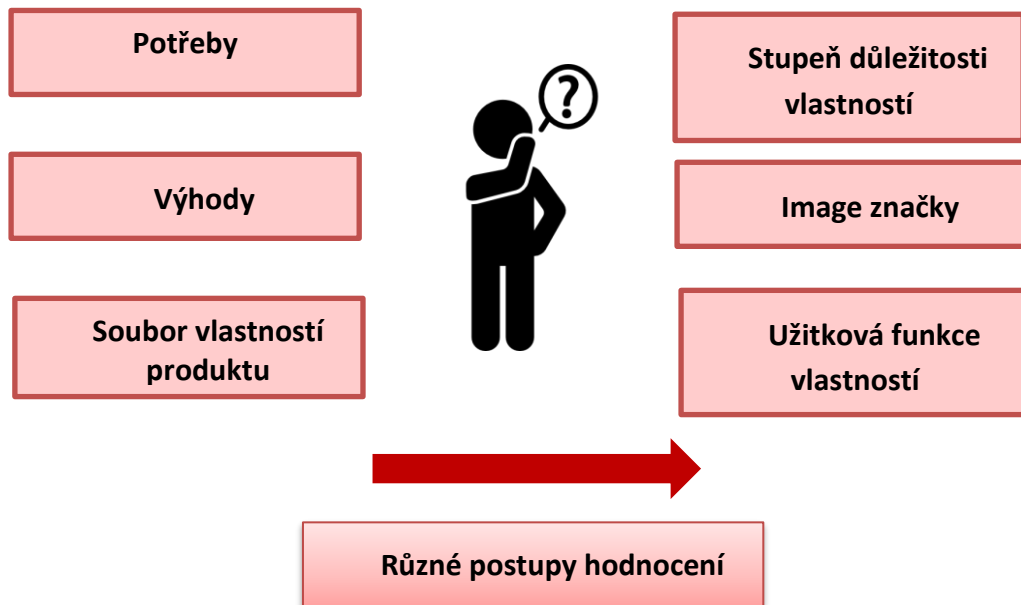 Potřeby
Výhody
Soubor vlastností
produktu
?
Stupeň důležitosti
vlastností
Image značky
Užitková funkce
vlastností
Různé postupy hodnocení